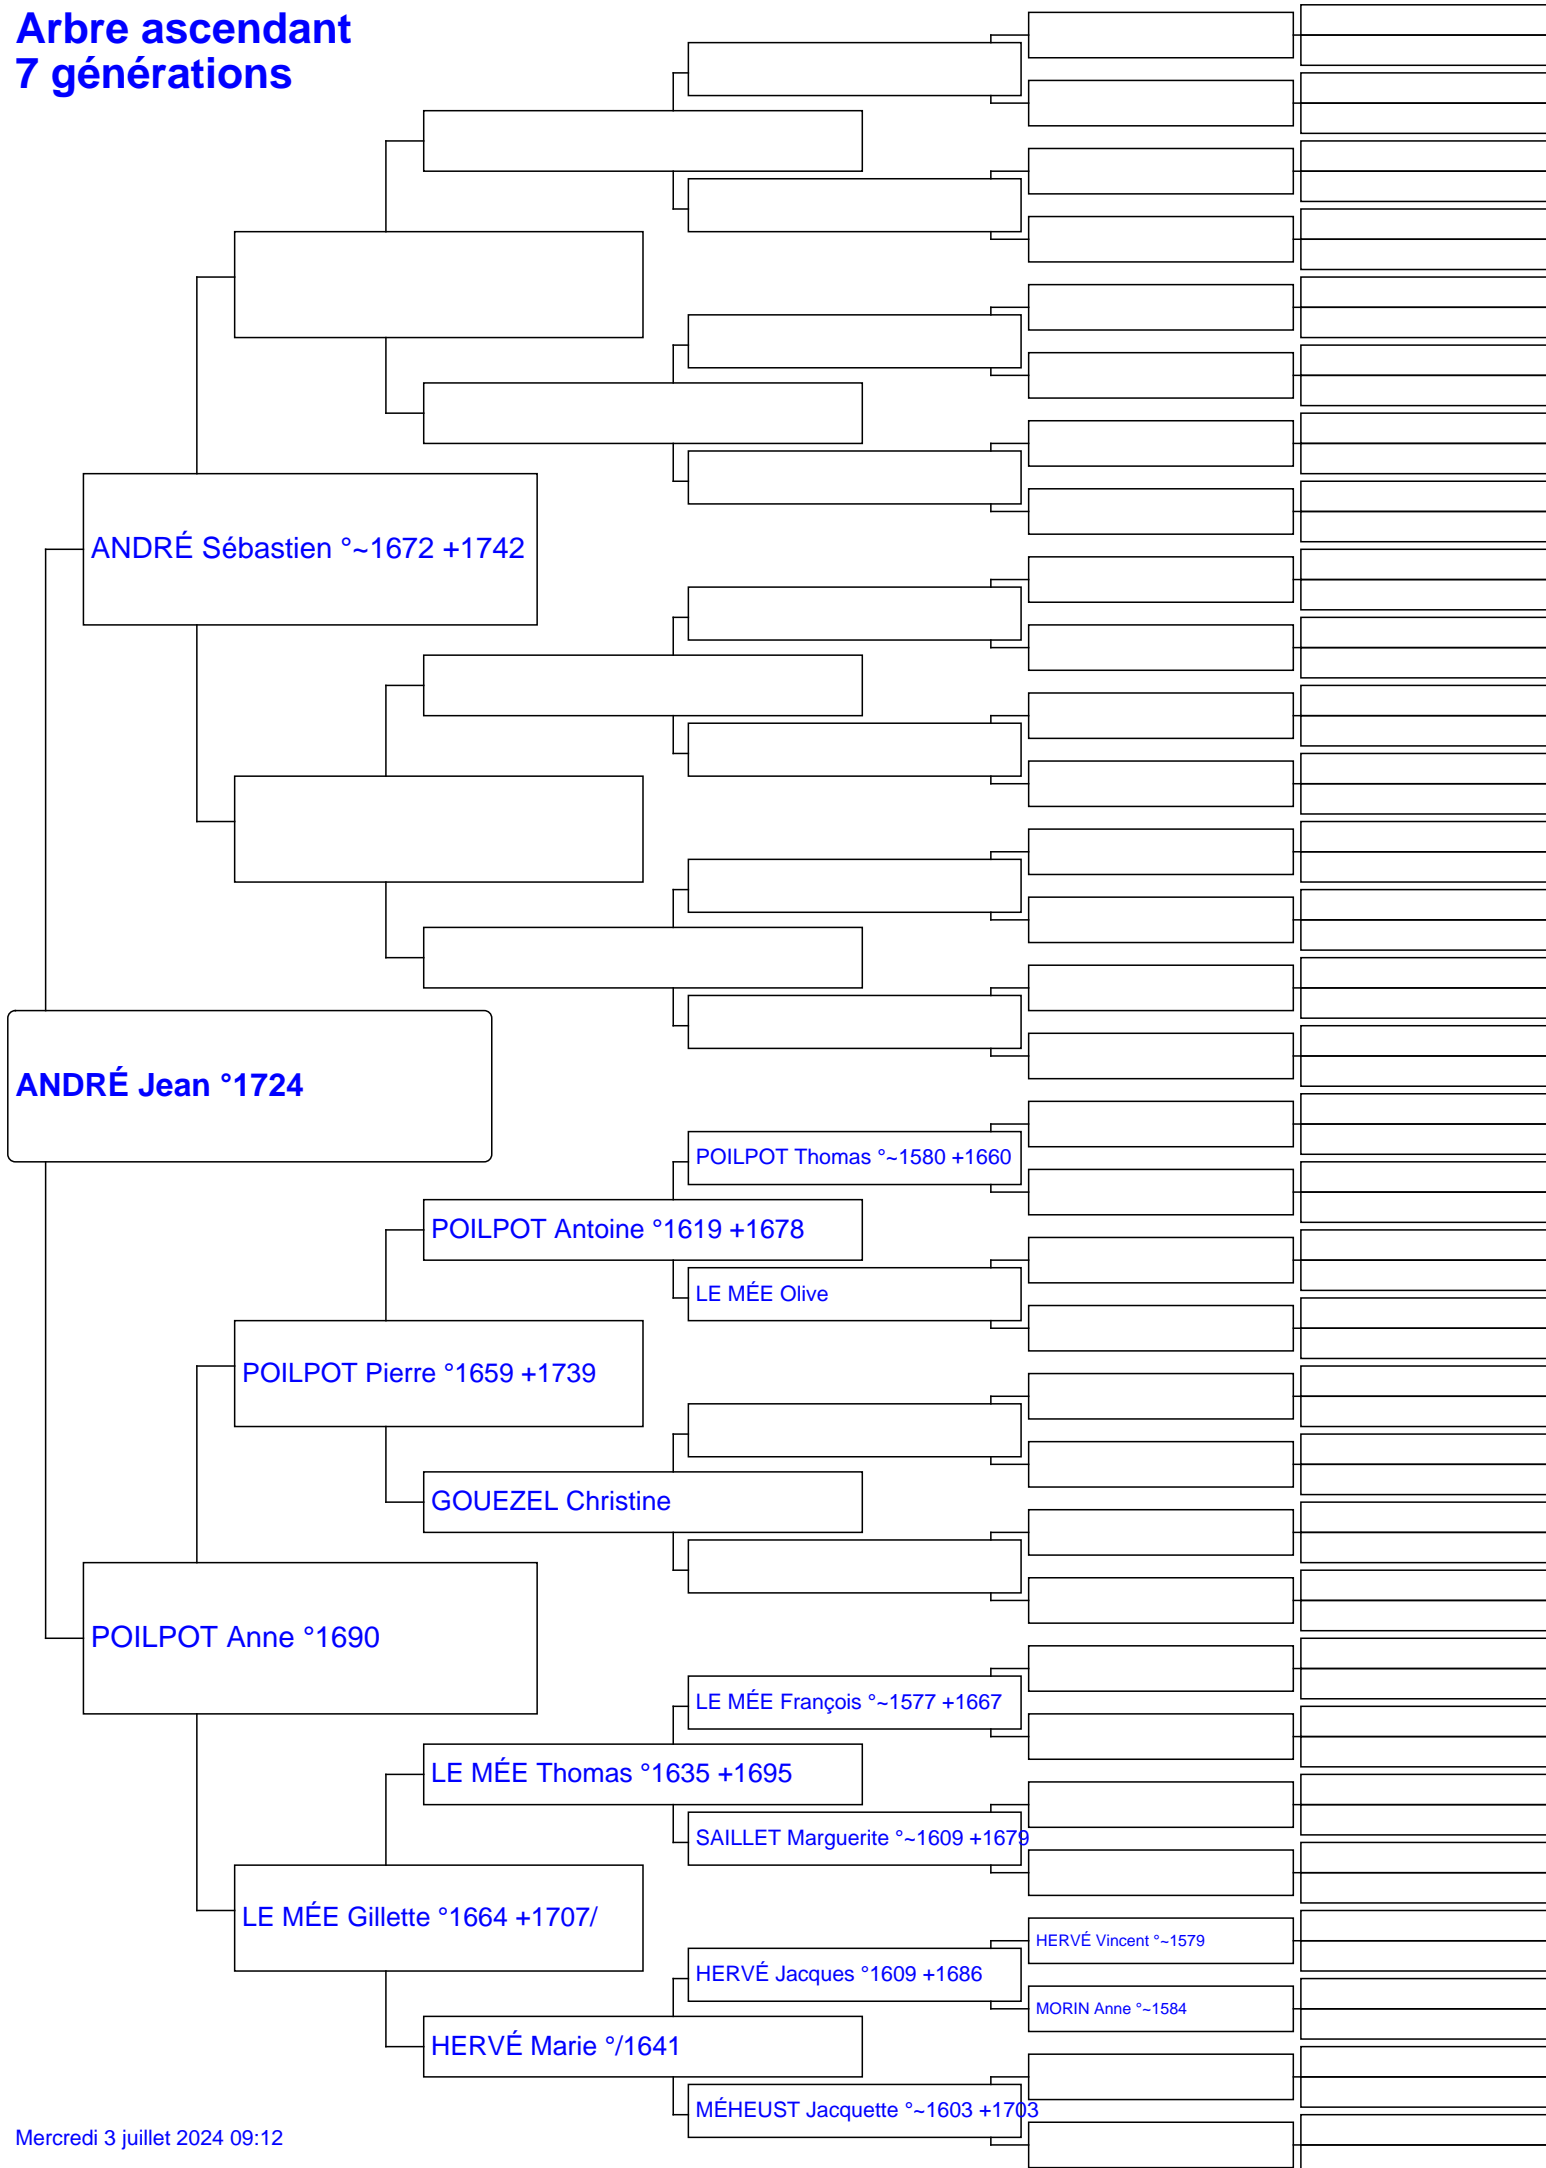 Arbre ascendant
7 générations
ANDRÉ Sébastien °~1672 +1742
ANDRÉ Jean °1724
POILPOT Thomas °~1580 +1660
POILPOT Antoine °1619 +1678
LE MÉE Olive
POILPOT Pierre °1659 +1739
GOUEZEL Christine
POILPOT Anne °1690
LE MÉE François °~1577 +1667
LE MÉE Thomas °1635 +1695
SAILLET Marguerite °~1609 +1679
LE MÉE Gillette °1664 +1707/
HERVÉ Vincent °~1579
HERVÉ Jacques °1609 +1686
MORIN Anne °~1584
HERVÉ Marie °/1641
MÉHEUST Jacquette °~1603 +1703
Mercredi 3 juillet 2024 09:12